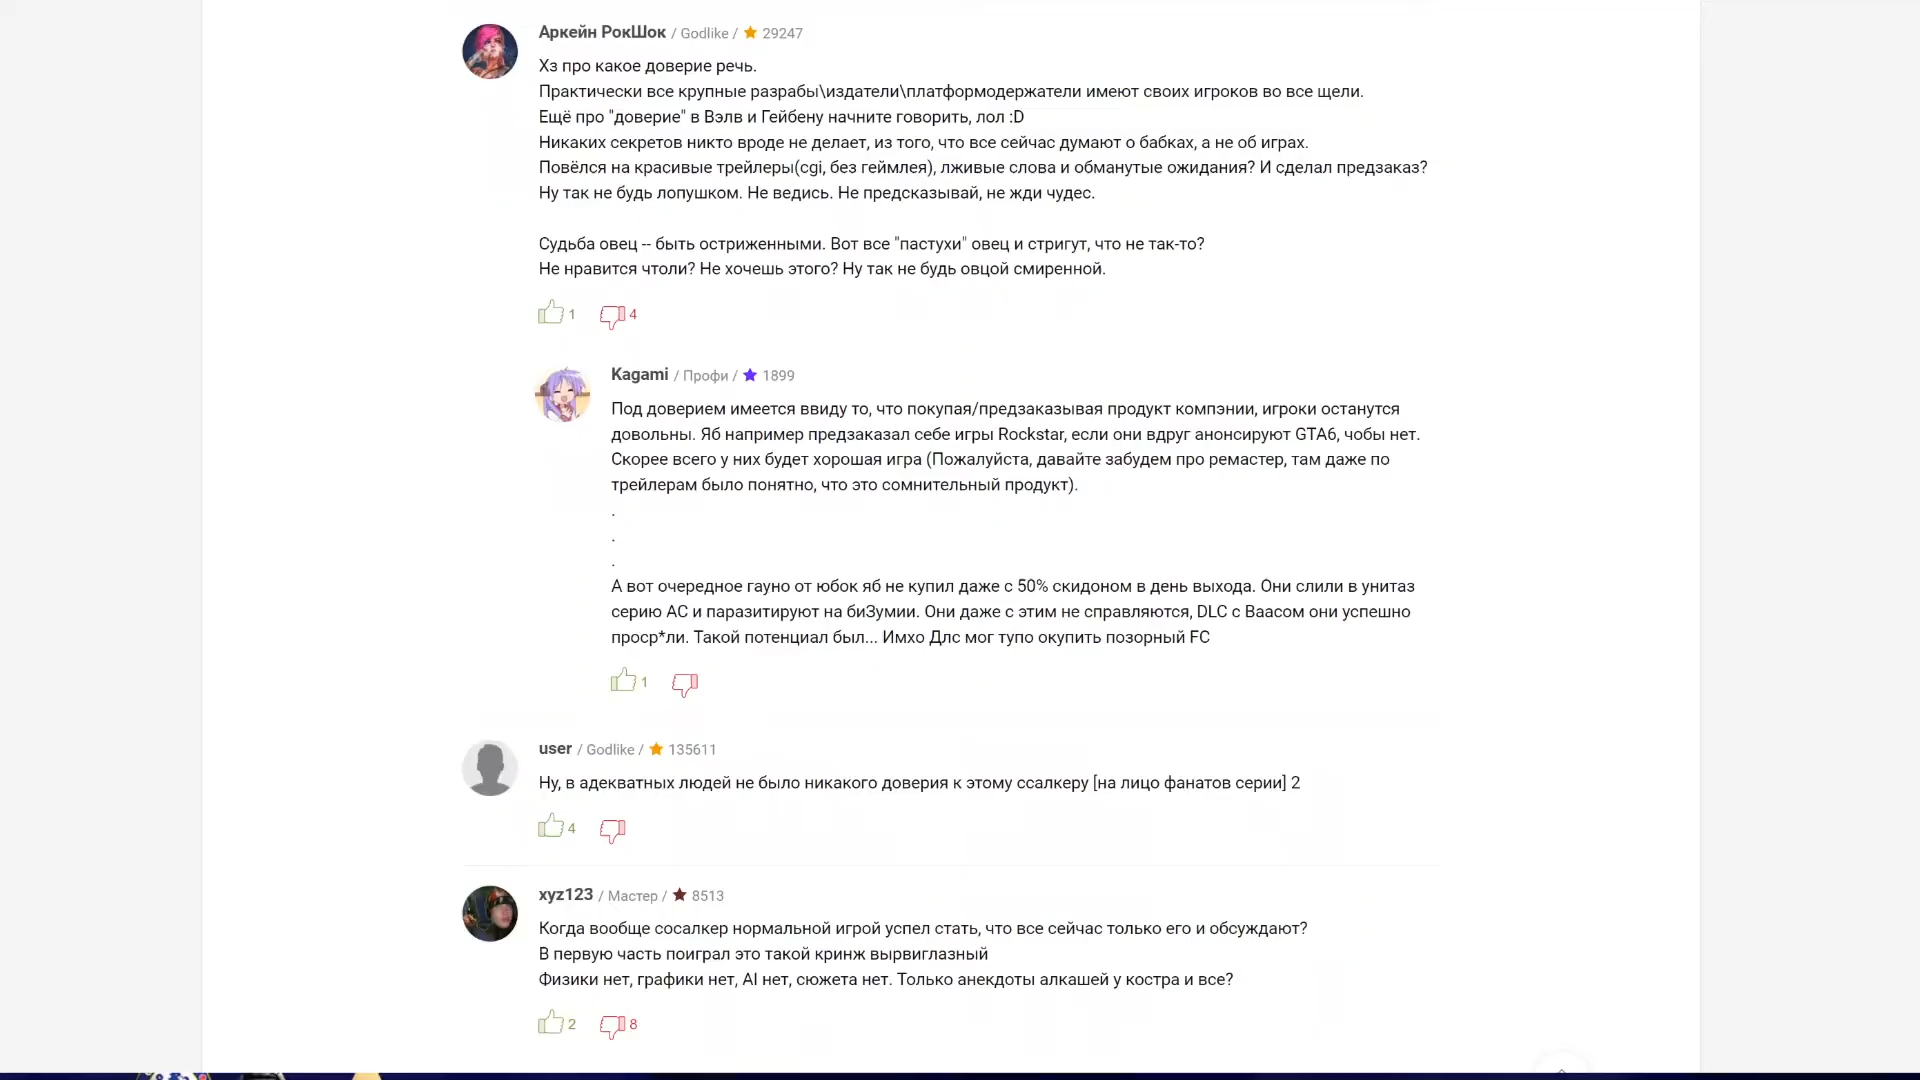 Аркейн РокШок / Godlike / 29247
Хз про какое доверие речь.
Практически все крупные разрабы\издатели\платформодержатели имеют своих игроков во все щели.
Ещё про "доверие" в Вэлв и Гейбену начните говорить, лол :D
Никаких секретов никто вроде не делает, из того, что все сейчас думают о бабках, а не об играх.
Повёлся на красивые трейлеры(cgi, без геймлея), лживые слова и обманутые ожидания? И сделал предзаказ?
Ну так не будь лопушком. Не ведись. Не предсказывай, не жди чудес.
Судьба овец -- быть остриженными. Вот все "пастухи" овец и стригут, что не так-то?
Не нравится чтоли? Не хочешь этого? Ну так не будь овцой смиренной.
1 4
Kagami / Профи / 1899
Под доверием имеется ввиду то, что покупая/предзаказывая продукт компэнии, игроки останутся
довольны. Яб например предзаказал себе игры Rockstar, если они вдруг анонсируют GTA6, чобы нет.
Скорее всего у них будет хорошая игра (Пожалуйста, давайте забудем про ремастер, там даже по
трейлерам было понятно, что это сомнительный продукт).
.
.
.
А вот очередное гауно от юбок яб не купил даже с 50% скидоном в день выхода. Они слили в унитаз
серию АС и паразитируют на биЗумии. Они даже с этим не справляются, DLC с Ваасом они успешно
проср*ли. Такой потенциал был... Имхо Длс мог тупо окупить позорный FC
1
user / Godlike / 135611
Ну, в адекватных людей не было никакого доверия к этому ссалкеру [на лицо фанатов серии] 2
4
xyz123 / Мастер / 8513
Когда вообще сосалкер нормальной игрой успел стать, что все сейчас только его и обсуждают?
В первую часть поиграл это такой кринж вырвиглазный
Физики нет, графики нет, AI нет, сюжета нет. Только анекдоты алкашей у костра и все?
2 8